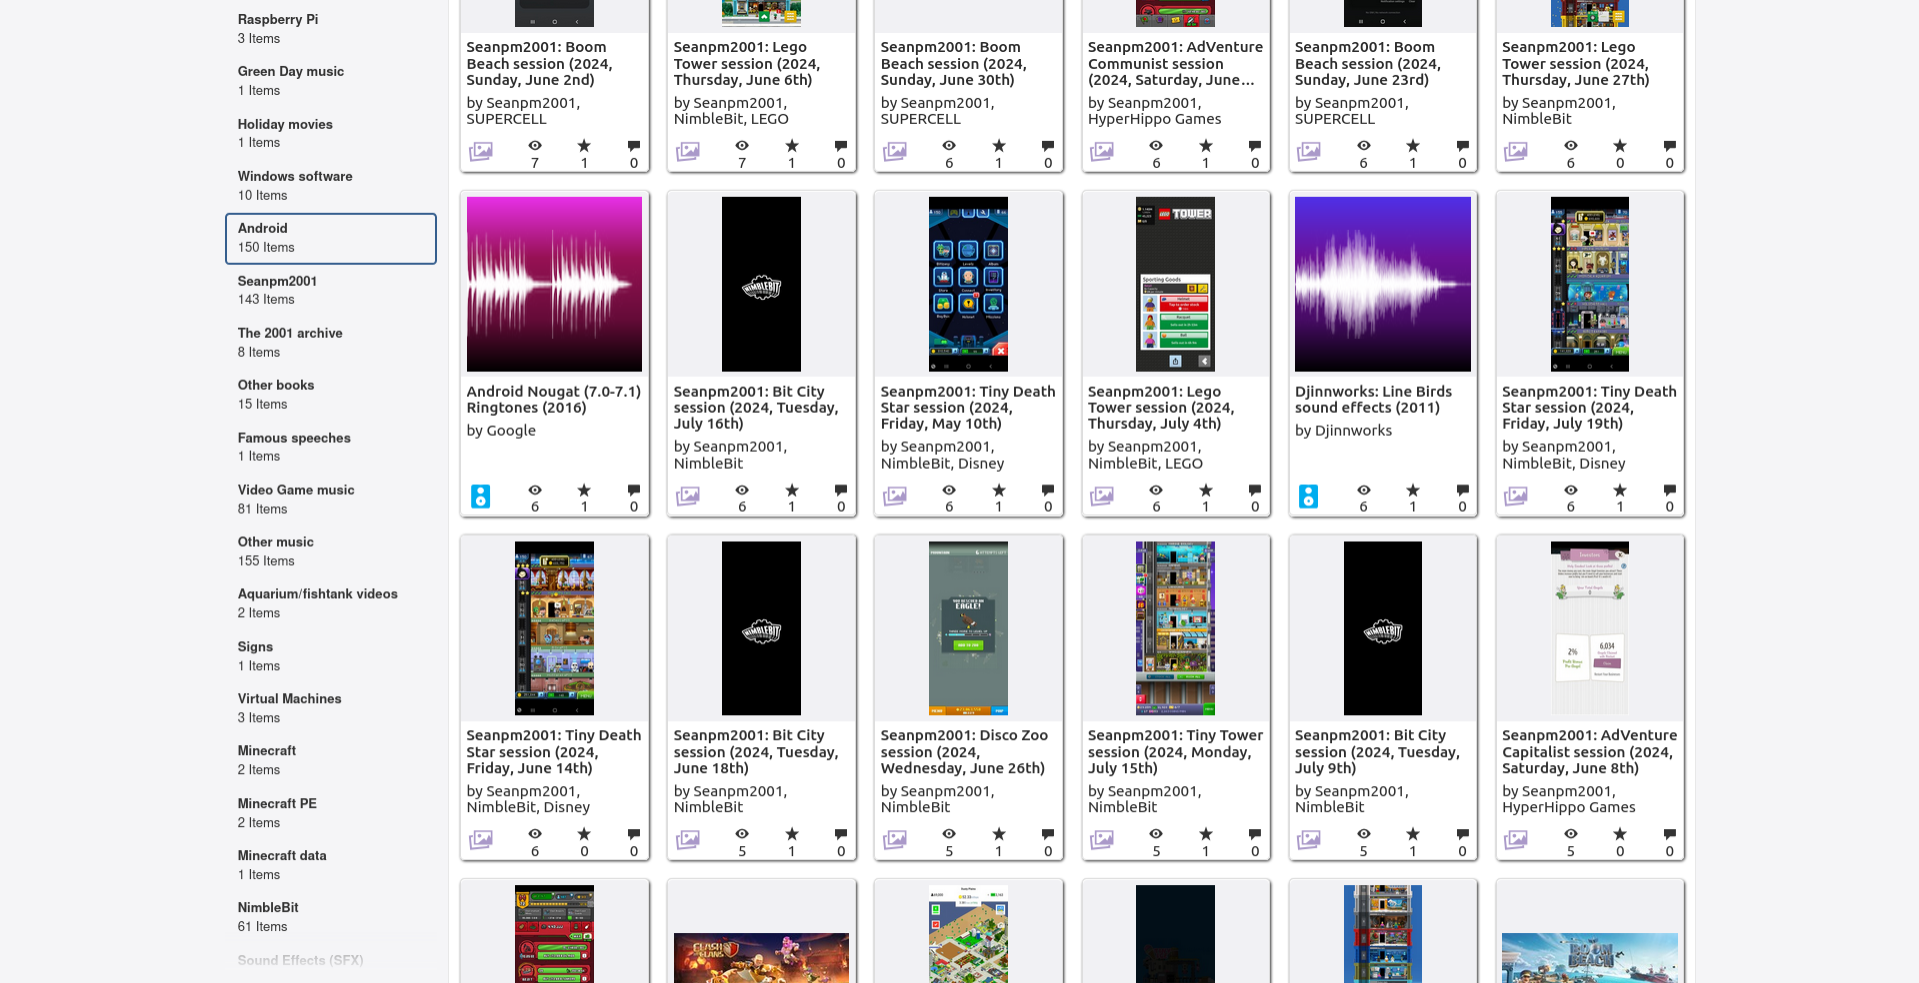 Raspberry Pi
3 Items
Green Day music
1 Items
Holiday movies
1 Items
Windows software
10 Items
Android
150 Items
Seanpm2001
143 Items
The 2001 archive
8 Items
Other books
15 Items
Famous speeches
1 Items
Video Game music
81 Items
Other music
155 Items
Aquarium/fishtank videos
2 Items
Signs
1 Items
Virtual Machines
3 Items
Minecraft
2 Items
Minecraft PE
2 Items
Minecraft data
1 Items
NimbleBit
61 Items
Sound Effects (SFX)
Seanpm2001: Boom
Beach session (2024,
Sunday, June 2nd)
by Seanpm2001,
SUPERCELL
7 1 0
Seanpm2001: Lego
Tower session (2024,
Thursday, June 6th)
by Seanpm2001,
NimbleBit, LEGO
7 1 0
Seanpm2001: Boom
Beach session (2024,
Sunday, June 30th)
by Seanpm2001,
SUPERCELL
6 1 0
Seanpm2001: AdVenture
Communist session
(2024, Saturday, June...
by Seanpm2001,
HyperHippo Games
6 1 0
Seanpm2001: Boom
Beach session (2024,
Sunday, June 23rd)
by Seanpm2001,
SUPERCELL
6 1 0
Seanpm2001: Lego
Tower session (2024,
Thursday, June 27th)
by Seanpm2001,
NimbleBit
6 0 0
Android Nougat (7.0-7.1)
Ringtones (2016)
by Google
6 1 0
NIMBLEBIT
Seanpm2001: Bit City
session (2024, Tuesday,
July 16th)
by Seanpm2001,
NimbleBit
6 1 0
Seanpm2001: Tiny Death
Star session (2024,
Friday, May 10th)
by Seanpm2001,
NimbleBit, Disney
6 1 0
LEGO TOWER
Sporting Goods
Seanpm2001: Lego
Tower session (2024,
Thursday, July 4th)
by Seanpm2001,
NimbleBit, LEGO
6 1 0
Djinnworks: Line Birds
sound effects (2011)
by Djinnworks
6 1 0
Seanpm2001: Tiny Death
Star session (2024,
Friday, July 19th)
by Seanpm2001,
NimbleBit, Disney
6 1 0
Seanpm2001: Tiny Death
Star session (2024,
Friday, June 14th)
by Seanpm2001,
NimbleBit, Disney
6 0 0
NIMBLEBIT
Seanpm2001: Bit City
session (2024, Tuesday,
June 18th)
by Seanpm2001,
NimbleBit
5 1 0
EAGLE!
Seanpm2001: Disco Zoo
session (2024,
Wednesday, June 26th)
by Seanpm2001,
NimbleBit
5 1 0
Seanpm2001: Tiny Tower
session (2024, Monday,
July 15th)
by Seanpm2001,
NimbleBit
5 1 0
NIMBLEBIT
Seanpm2001: Bit City
session (2024, Tuesday,
July 9th)
by Seanpm2001,
NimbleBit
5 1 0
2%
6,034
Seanpm2001: AdVenture
Capitalist session (2024,
Saturday, June 8th)
by Seanpm2001,
HyperHippo Games
5 0 0
CLASH OF CLANS
BOOM BEACH